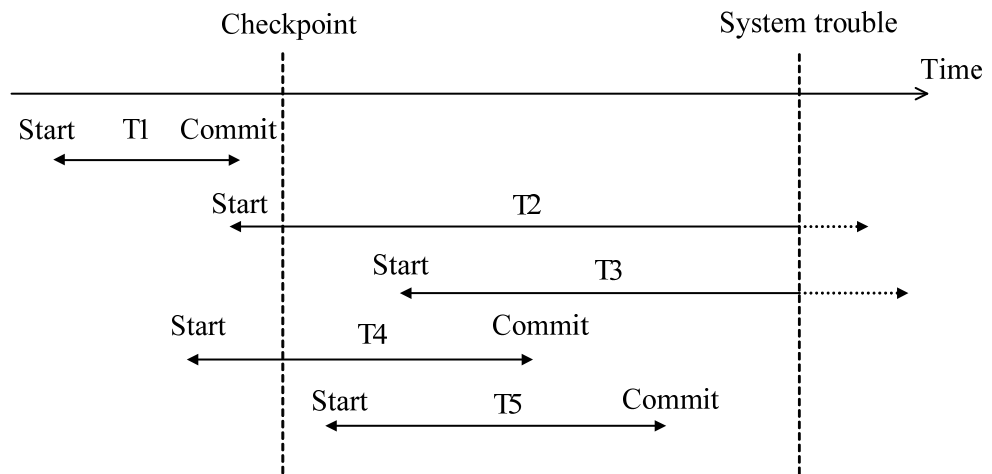 Checkpoint System trouble
Time
Start T1 Commit
Start T2
Start T3
Start T4 Commit
Start T5 Commit